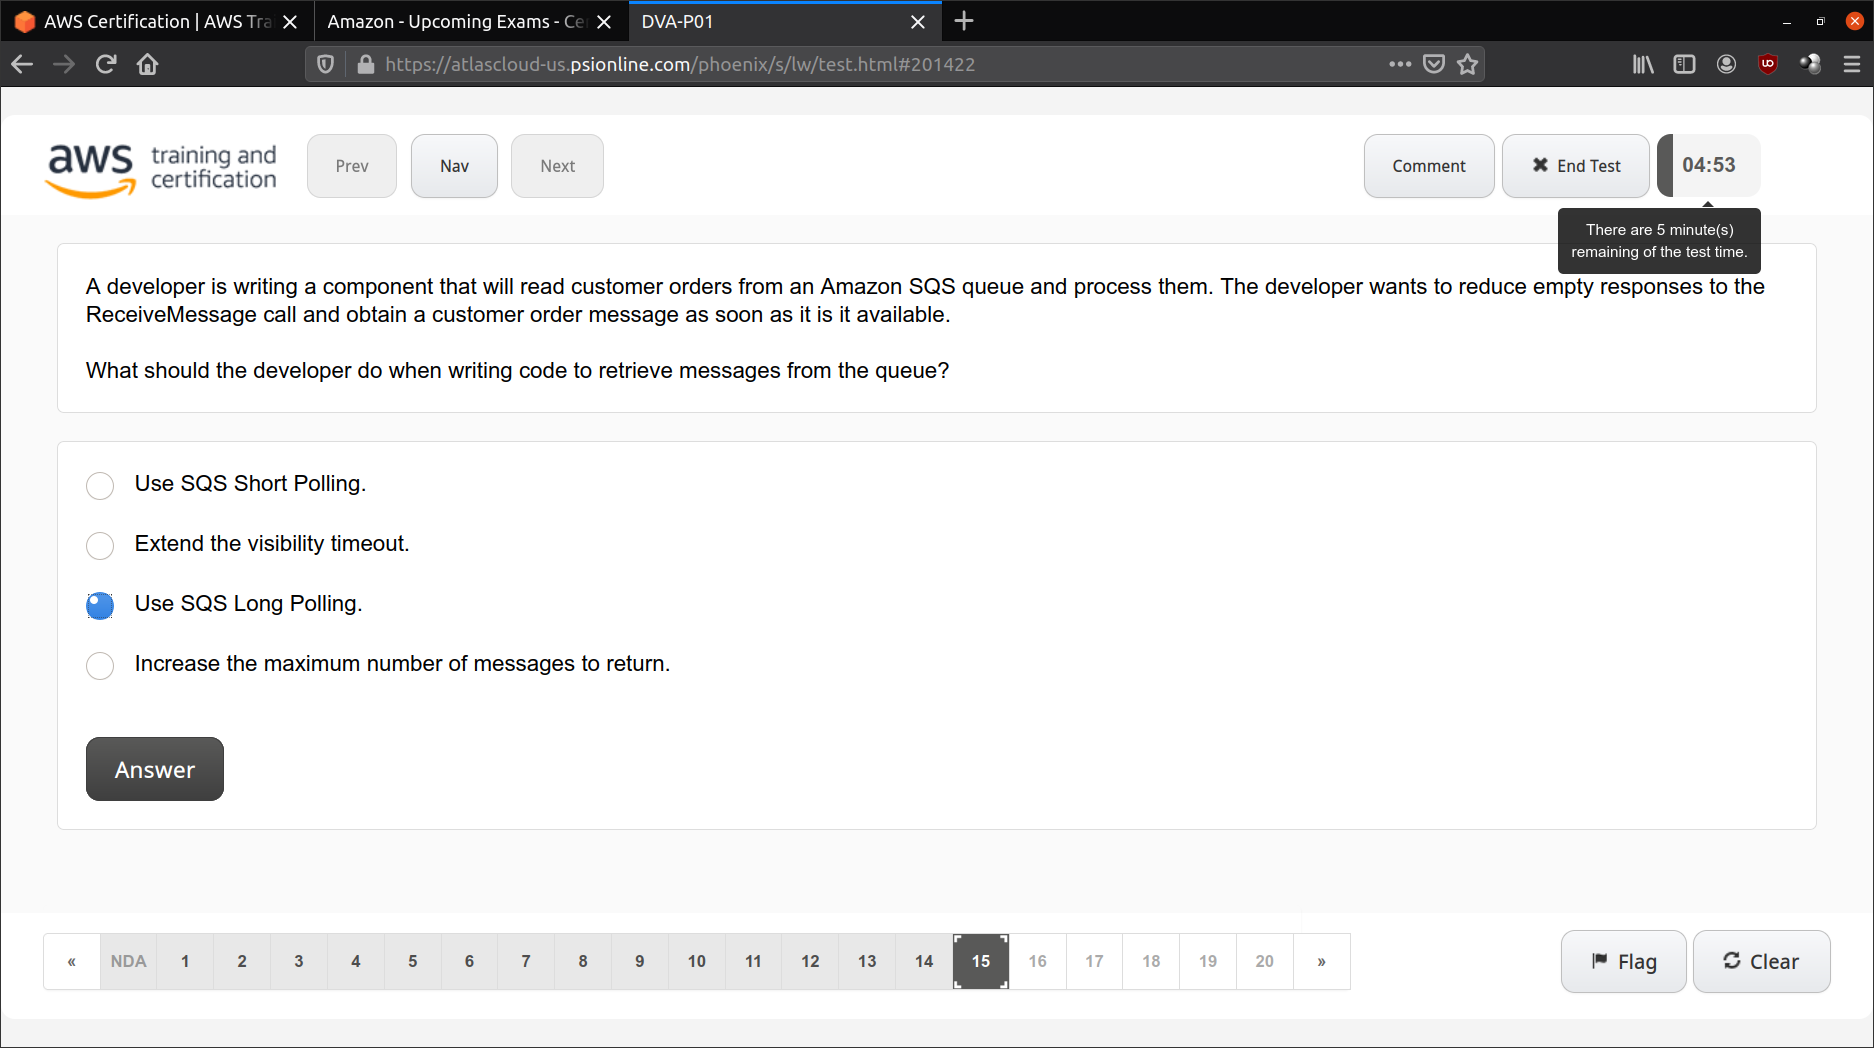 AWS Certification | AWS Tra
Amazon - Upcoming Exams - Ce
DVA-P01
https://atlascloud-us.psionline.com/phoenix/s/lw/test.html#201422
aws training and
certification
Prev
Nav
Next
Comment
End Test
04:53
There are 5 minute(s)
remaining of the test time.
A developer is writing a component that will read customer orders from an Amazon SQS queue and process them. The developer wants to reduce empty responses to the
ReceiveMessage call and obtain a customer order message as soon as it is it available.
What should the developer do when writing code to retrieve messages from the queue?
Use SQS Short Polling.
Extend the visibility timeout.
Use SQS Long Polling.
Increase the maximum number of messages to return.
Answer
« NDA 1 2 3 4 5 6 7 8 9 10 11 12 13 14 15 16 17 18 19 20 »
Flag
Clear